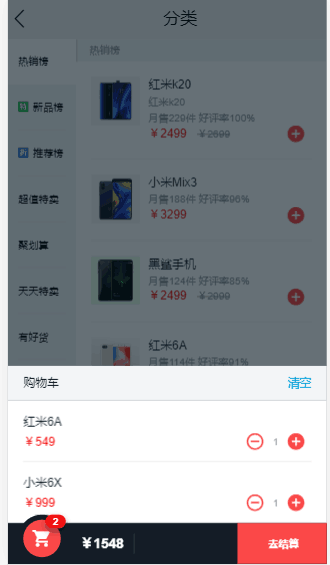 分类
热销榜
热销榜
红米k20
红米k20
月售229件 好评率100%
￥2499 ￥2699
特 新品榜
新 推荐榜
小米Mix3
月售188件 好评率96%
￥3299
超值特卖
聚划算
黑鲨手机
月售124件 好评率85%
￥2499 ￥2999
天天特卖
有好货
红米6A
月售114件 好评率91%
购物车 清空
红米6A
￥549 1
小米6X
￥999 1
2
￥1548 去结算